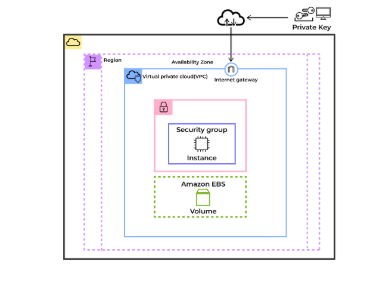 Private Key
Availability Zone
Region
Virtual private cloud(VPC)
Internet gateway
Security group
Instance
Amazon EBS
Volume